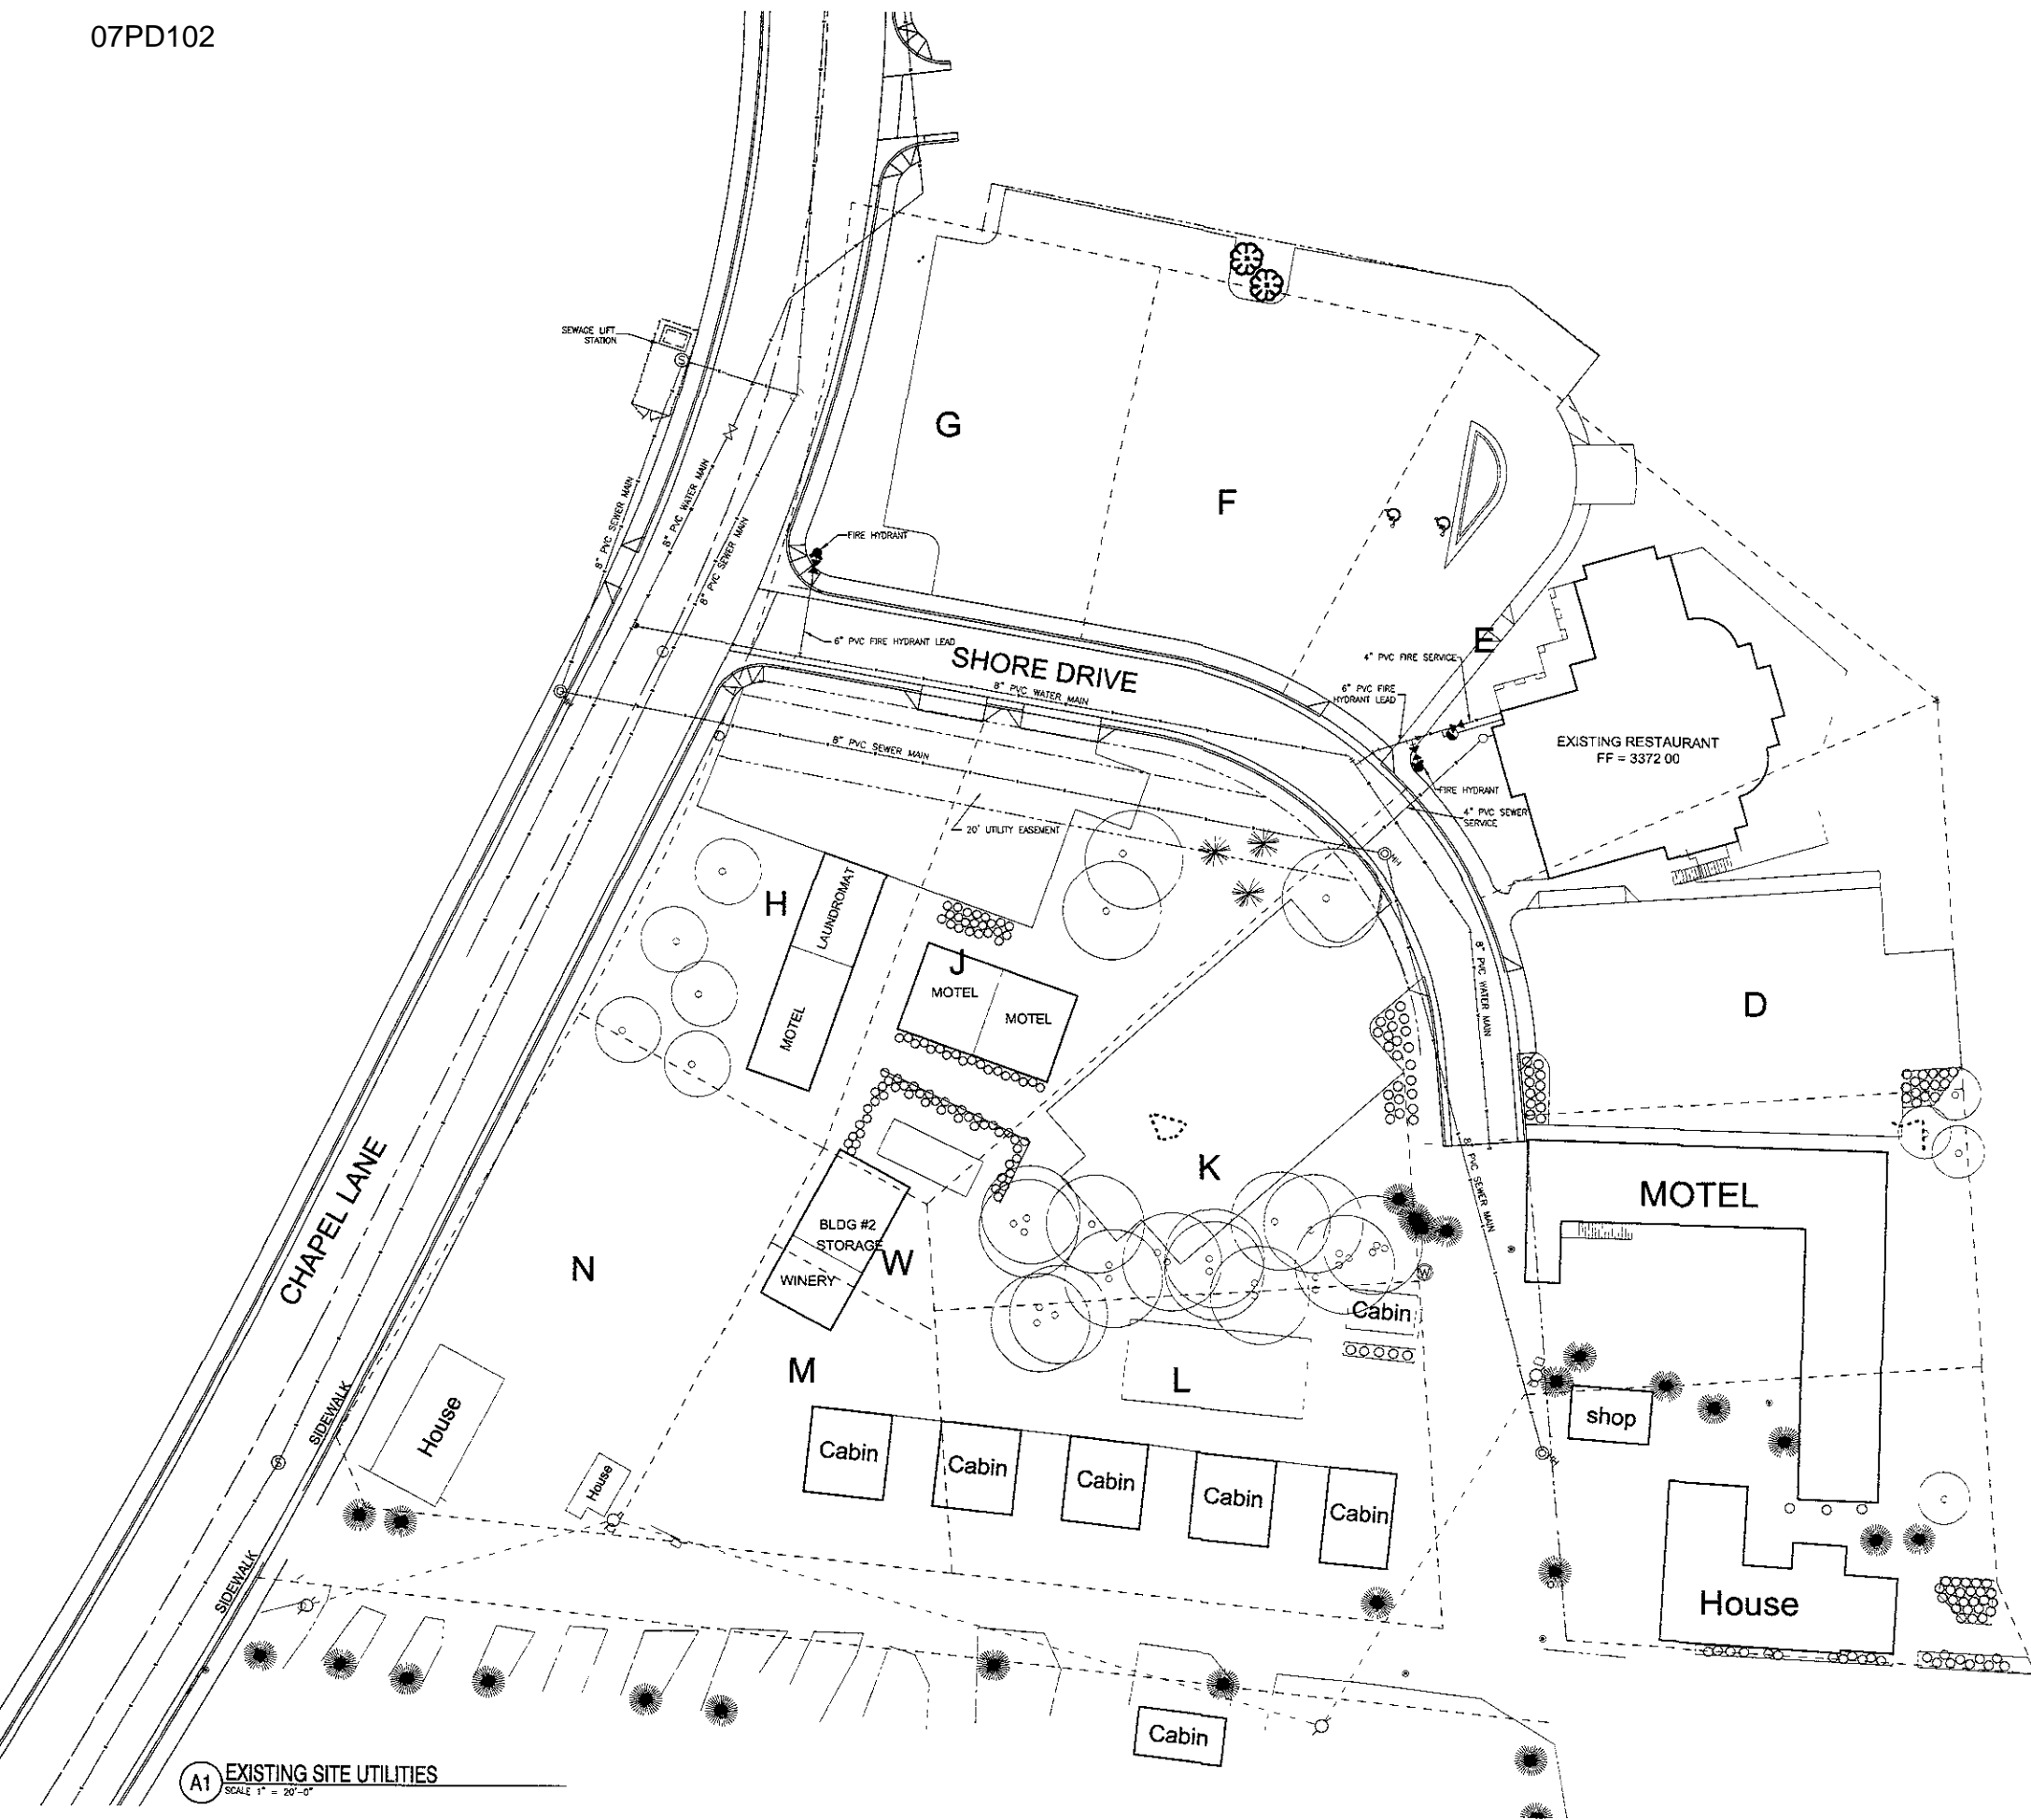 07PD102
SEWAGE LIFT
STATION
G
8" PVC SEWER MAIN
8" PVC WATER MAIN
8" PVC SEWER MAIN
F
FIRE HYDRANT
6" PVC FIRE HYDRANT LEAD
SHORE DRIVE
8" PVC WATER MAIN
E
4" PVC FIRE SERVICE
6" PVC FIRE
HYDRANT LEAD
EXISTING RESTAURANT
FF = 3372 00
8" PVC SEWER MAIN
FIRE HYDRANT
4" PVC SEWER
SERVICE
20' UTILITY EASEMENT
MH
H
LAUNDROMAT
MOTEL
J
MOTEL
MOTEL
8" PVC WATER MAIN
D
K
8" PVC SEWER MAIN
MOTEL
CHAPEL LANE
N
BLDG #2
STORAGE
W
WINERY
W
Cabin
M
L
shop
House
SIDEWALK
S
S
House
Cabin
Cabin
Cabin
Cabin
Cabin
House
SIDEWALK
Cabin
A1
EXISTING SITE UTILITIES
SCALE 1" = 20'-0"